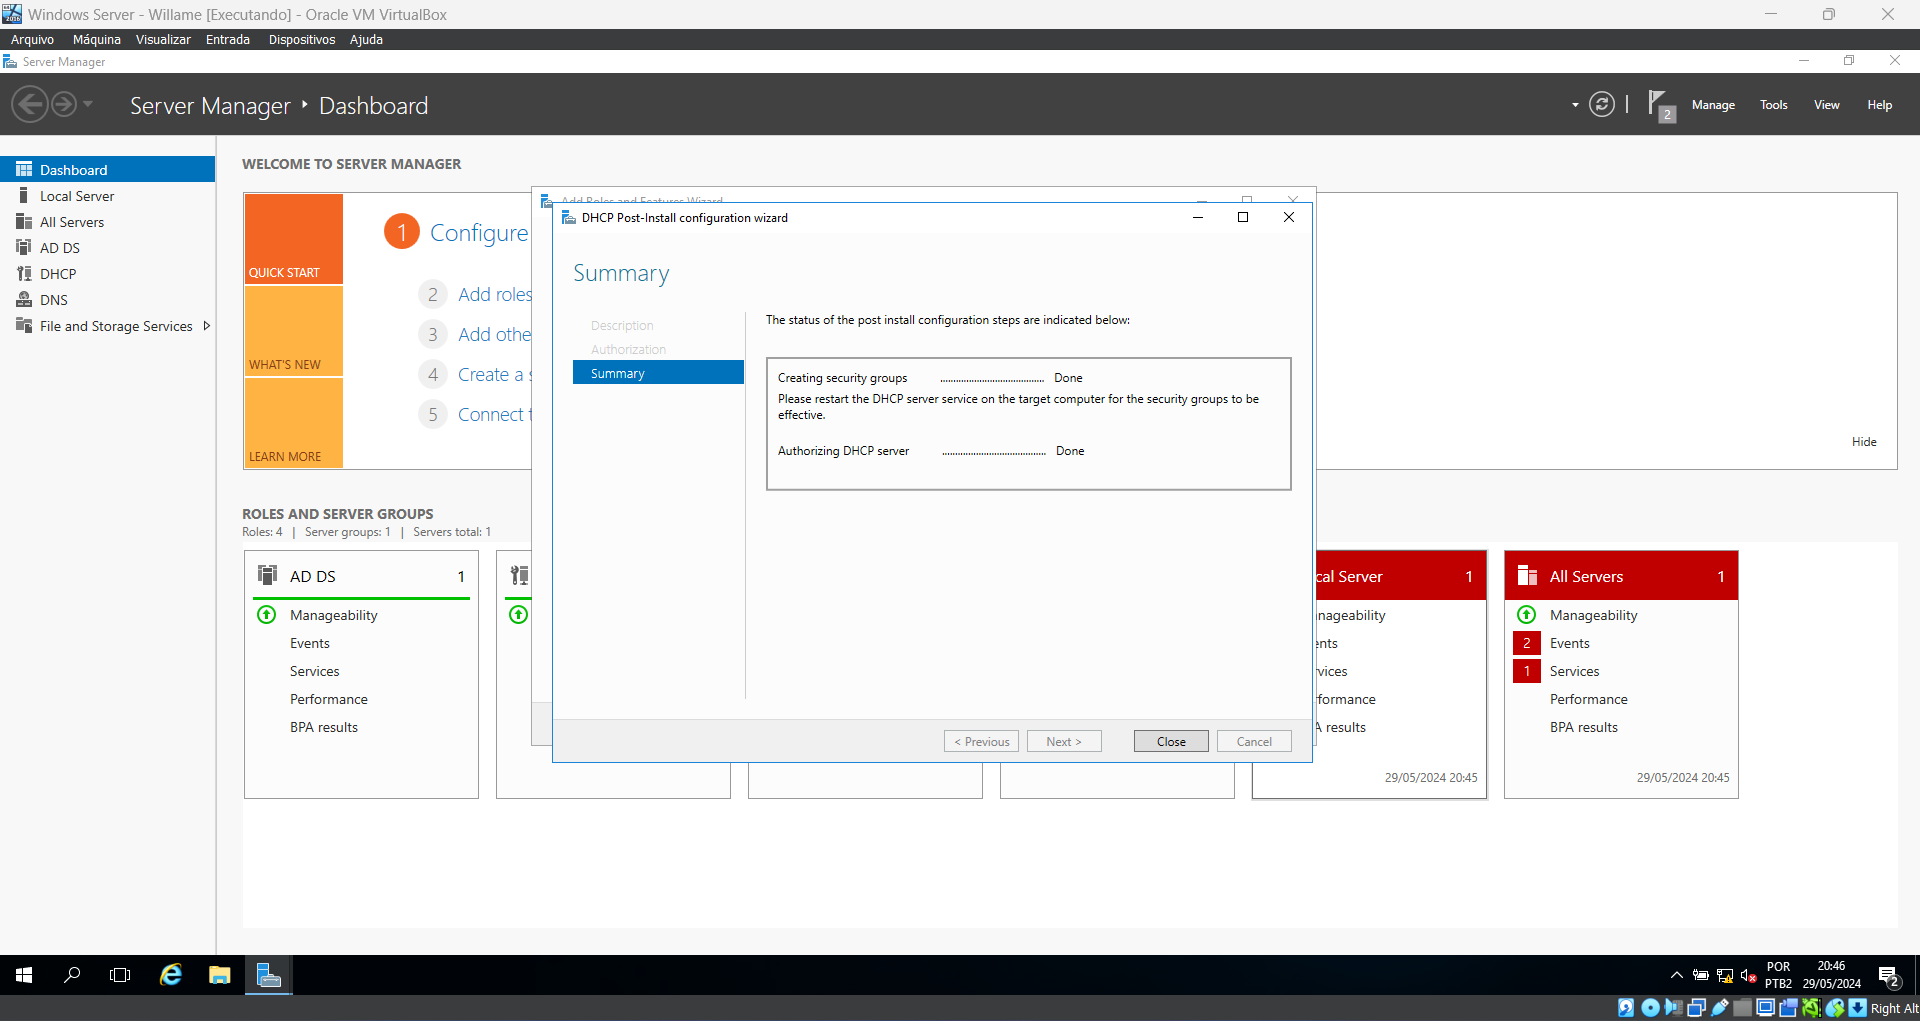 Windows Server - Willame [Executando] - Oracle VM VirtualBox
Arquivo Máquina Visualizar Entrada Dispositivos Ajuda
Server Manager
Server Manager ‣ Dashboard
2 Manage Tools View Help
Dashboard
Local Server
All Servers
AD DS
DHCP
DNS
File and Storage Services
WELCOME TO SERVER MANAGER
QUICK START
WHAT'S NEW
LEARN MORE
1 Configure
2 Add roles
3 Add othe
4 Create a s
5 Connect t
Hide
Add Roles and Features Wizard
DHCP Post-Install configuration wizard
Summary
Description
Authorization
Summary
The status of the post install configuration steps are indicated below:
Creating security groups ........................................ Done
Please restart the DHCP server service on the target computer for the security groups to be
effective.
Authorizing DHCP server ........................................ Done
< Previous Next > Close Cancel
ROLES AND SERVER GROUPS
Roles: 4 | Server groups: 1 | Servers total: 1
AD DS 1
Manageability
Events
Services
Performance
BPA results
cal Server 1
nageability
ents
vices
formance
A results
29/05/2024 20:45
All Servers 1
Manageability
2 Events
1 Services
Performance
BPA results
29/05/2024 20:45
POR
PTB2
20:46
29/05/2024
2
Right Alt